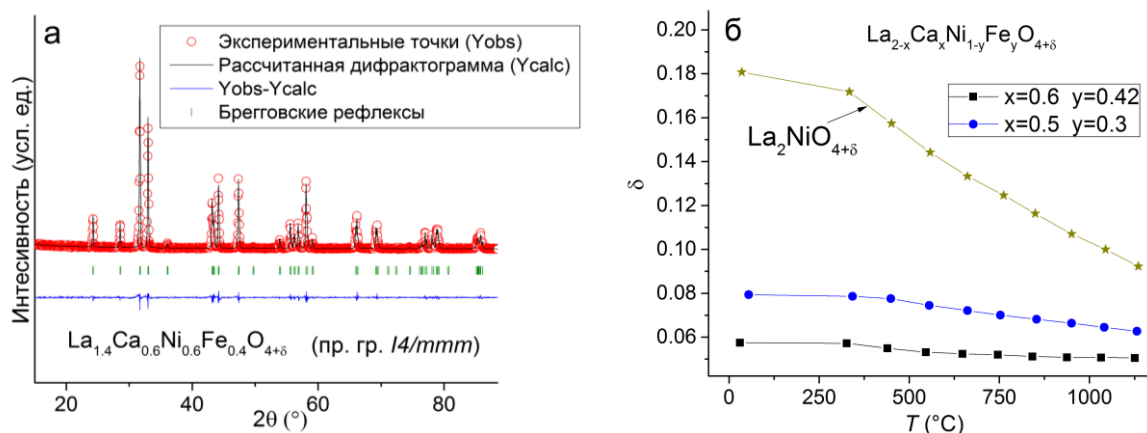 а
Экспериментальные точки (Yobs)
Рассчитанная дифрактограмма (Ycalc)
Yobs-Ycalc
Брегговские рефлексы
Интесивность (усл. ед.)
La1.4Ca0.6Ni0.6Fe0.4O4+δ (пр. гр. I4/mmm)
20 40 60 80
2θ (°)
б
La2-xCaxNi1-yFeyO4+δ
x=0.6 y=0.42
x=0.5 y=0.3
La2NiO4+δ
δ
0.20
0.18
0.16
0.14
0.12
0.10
0.08
0.06
0 250 500 750 1000
T (°C)